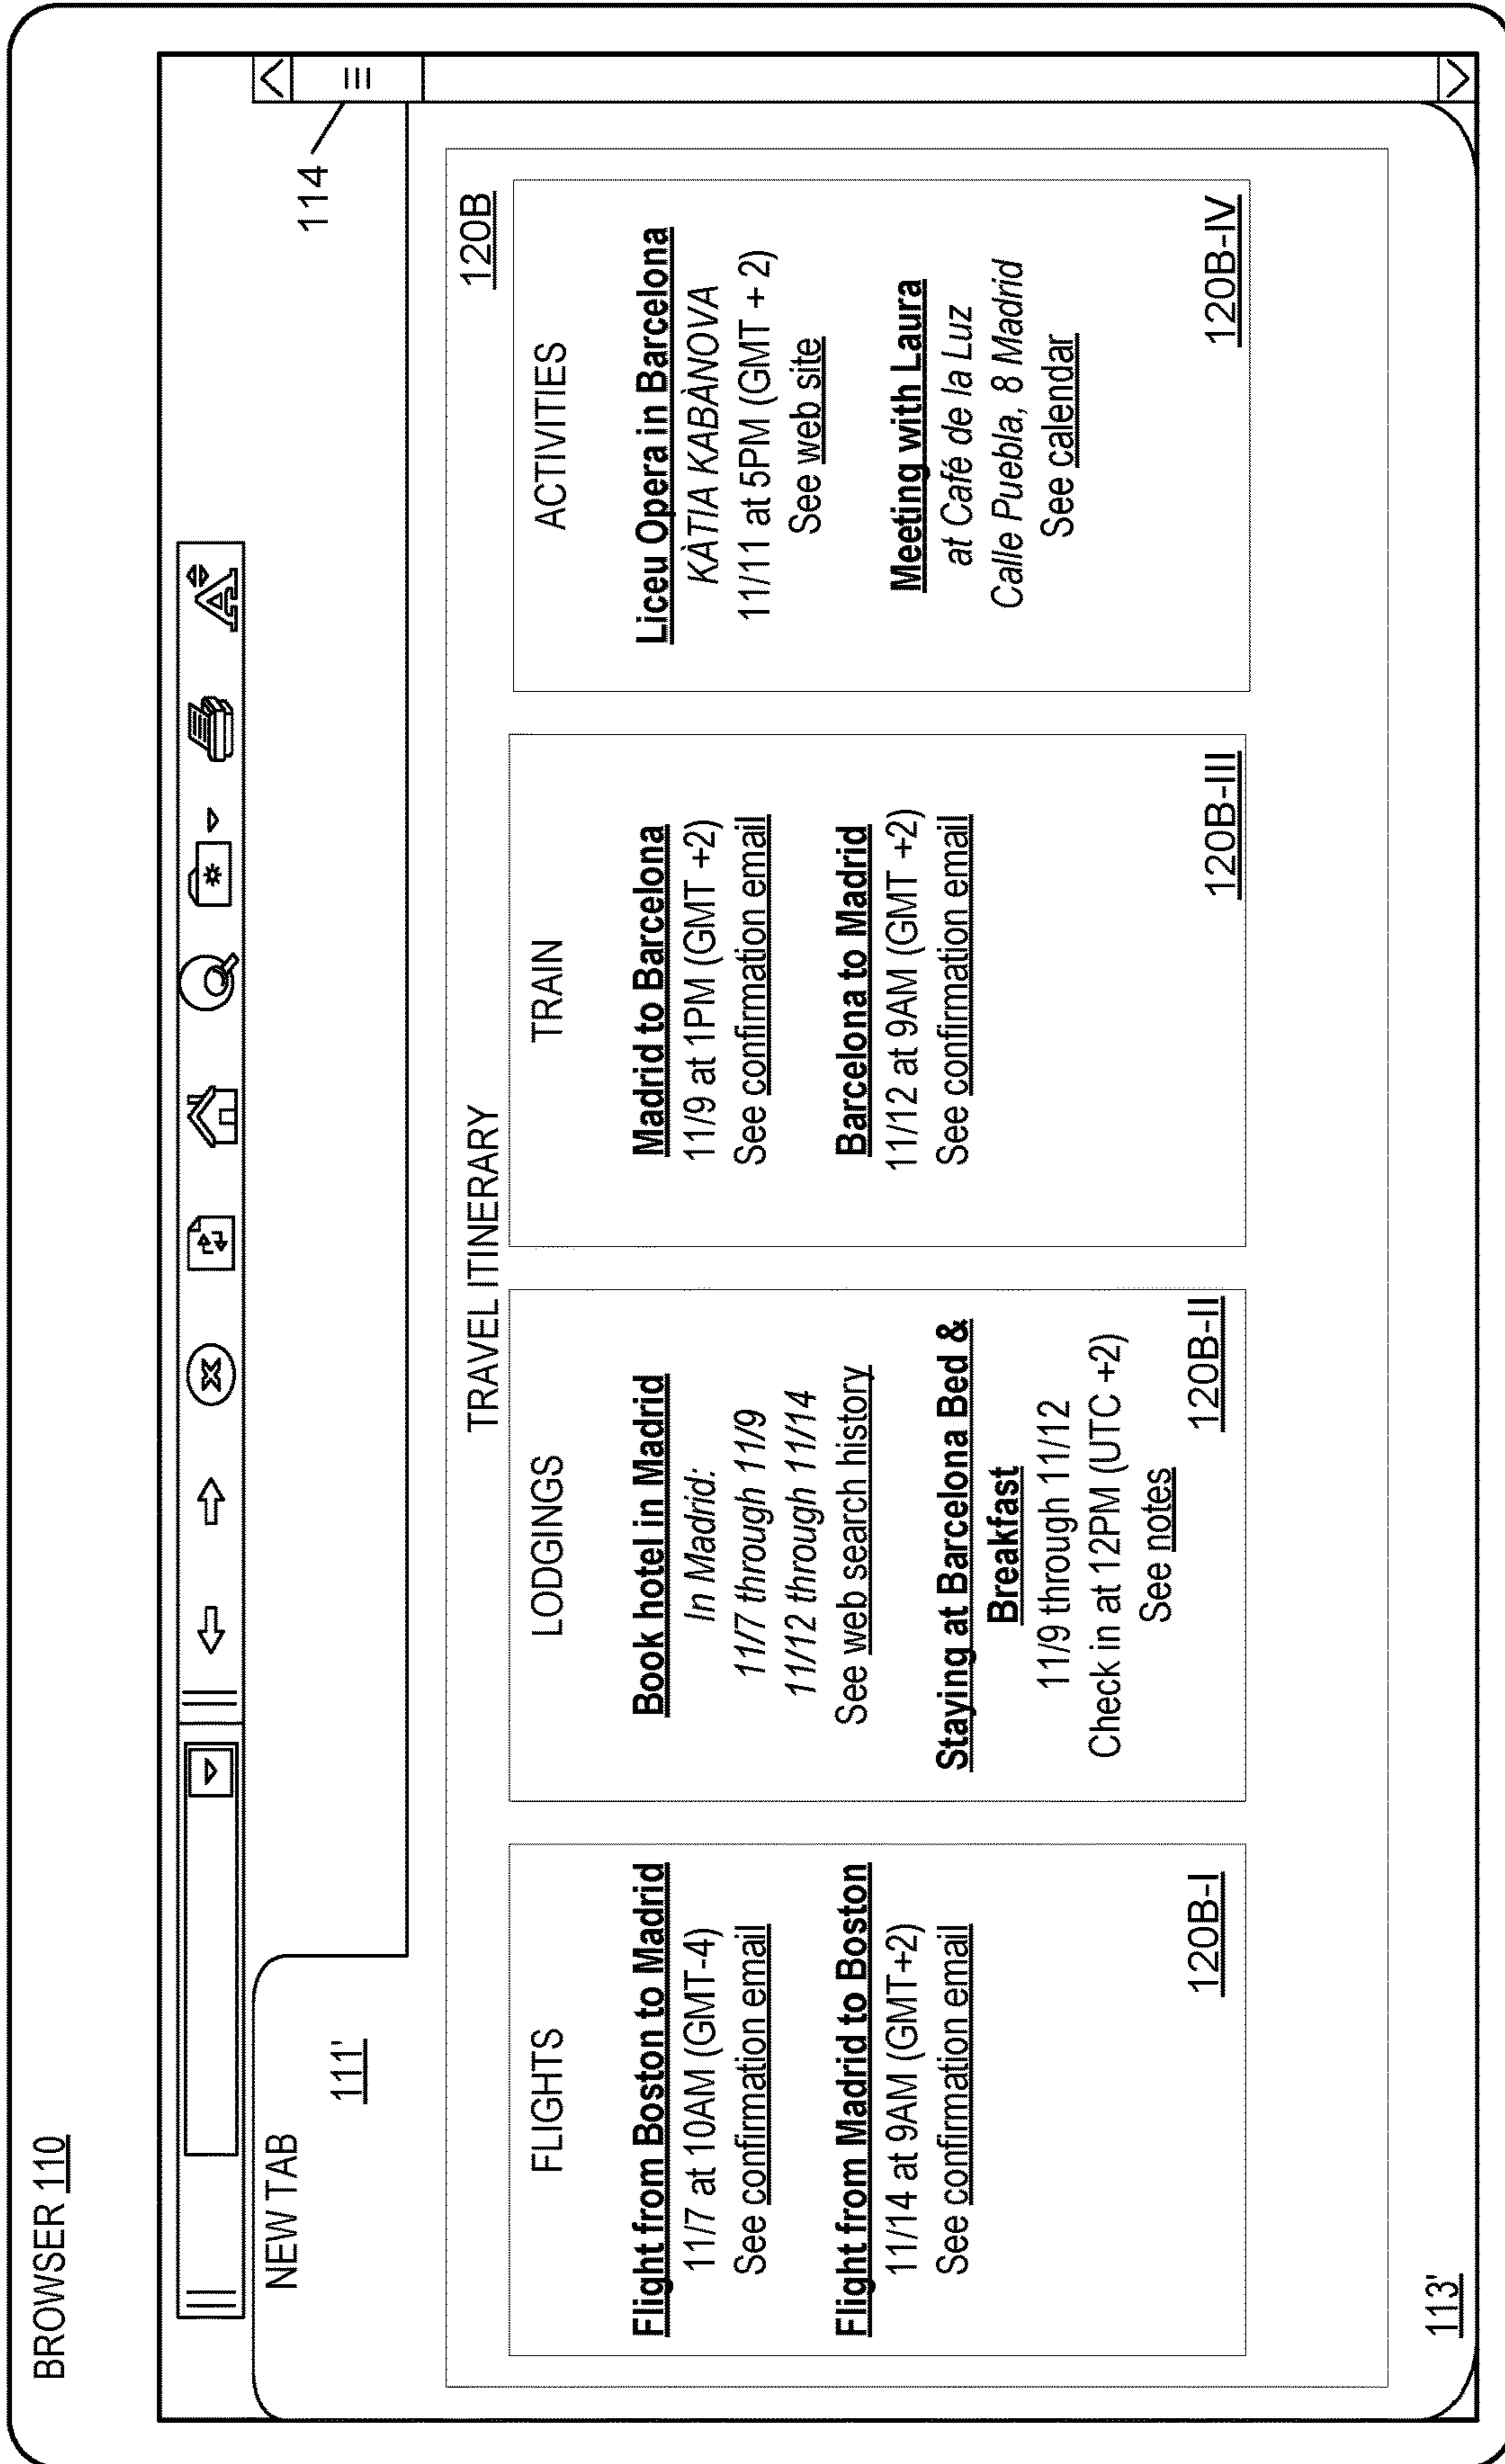 BROWSER 110
NEW TAB
111'
114
TRAVEL ITINERARY
120B
FLIGHTS
Flight from Boston to Madrid
11/7 at 10AM (GMT-4)
See confirmation email
Flight from Madrid to Boston
11/14 at 9AM (GMT+2)
See confirmation email
120B-I
LODGINGS
Book hotel in Madrid
In Madrid:
11/7 through 11/9
11/12 through 11/14
See web search history
Staying at Barcelona Bed &
Breakfast
11/9 through 11/12
Check in at 12PM (UTC +2)
See notes
120B-II
TRAIN
Madrid to Barcelona
11/9 at 1PM (GMT +2)
See confirmation email
Barcelona to Madrid
11/12 at 9AM (GMT +2)
See confirmation email
120B-III
ACTIVITIES
Liceu Opera in Barcelona
KÀTIA KABÀNOVA
11/11 at 5PM (GMT + 2)
See web site
Meeting with Laura
at Café de la Luz
Calle Puebla, 8 Madrid
See calendar
120B-IV
113'